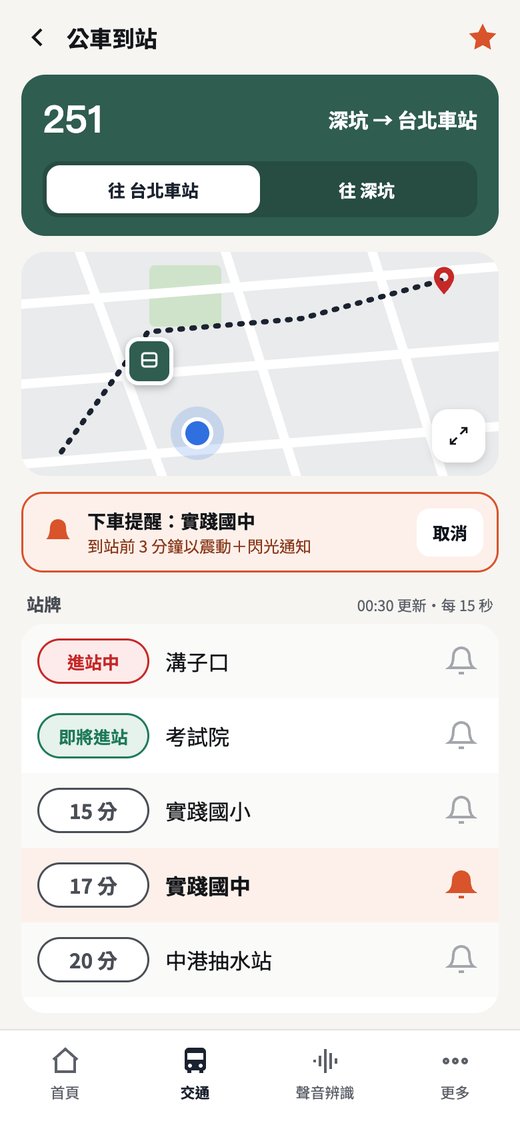 公車到站
251
深坑 → 台北車站
往 台北車站
往 深坑
下車提醒：實踐國中
到站前 3 分鐘以震動＋閃光通知
取消
站牌
00:30 更新・每 15 秒
進站中
溝子口
即將進站
考試院
15 分
實踐國小
17 分
實踐國中
20 分
中港抽水站
首頁
交通
聲音辨識
更多